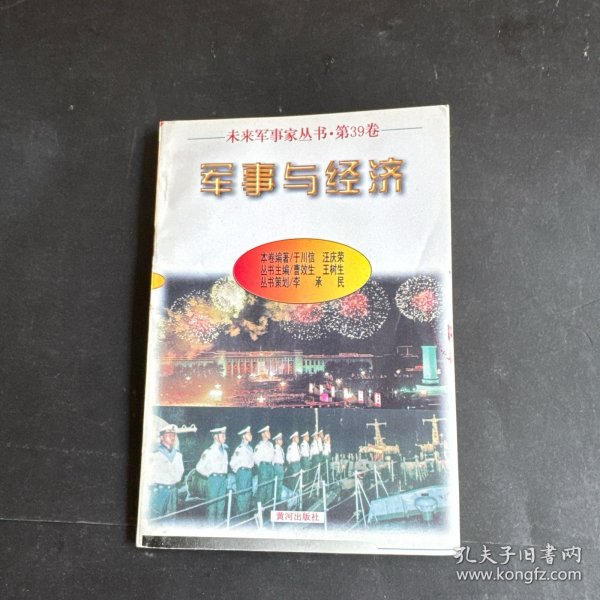 未来军事家丛书·第39卷
军事与经济
本卷编著/于川信 汪庆荣
丛书主编/曹效生 王树生
丛书策划/李 承 民
黄河出版社
孔夫子旧书网
www.kongfz.com